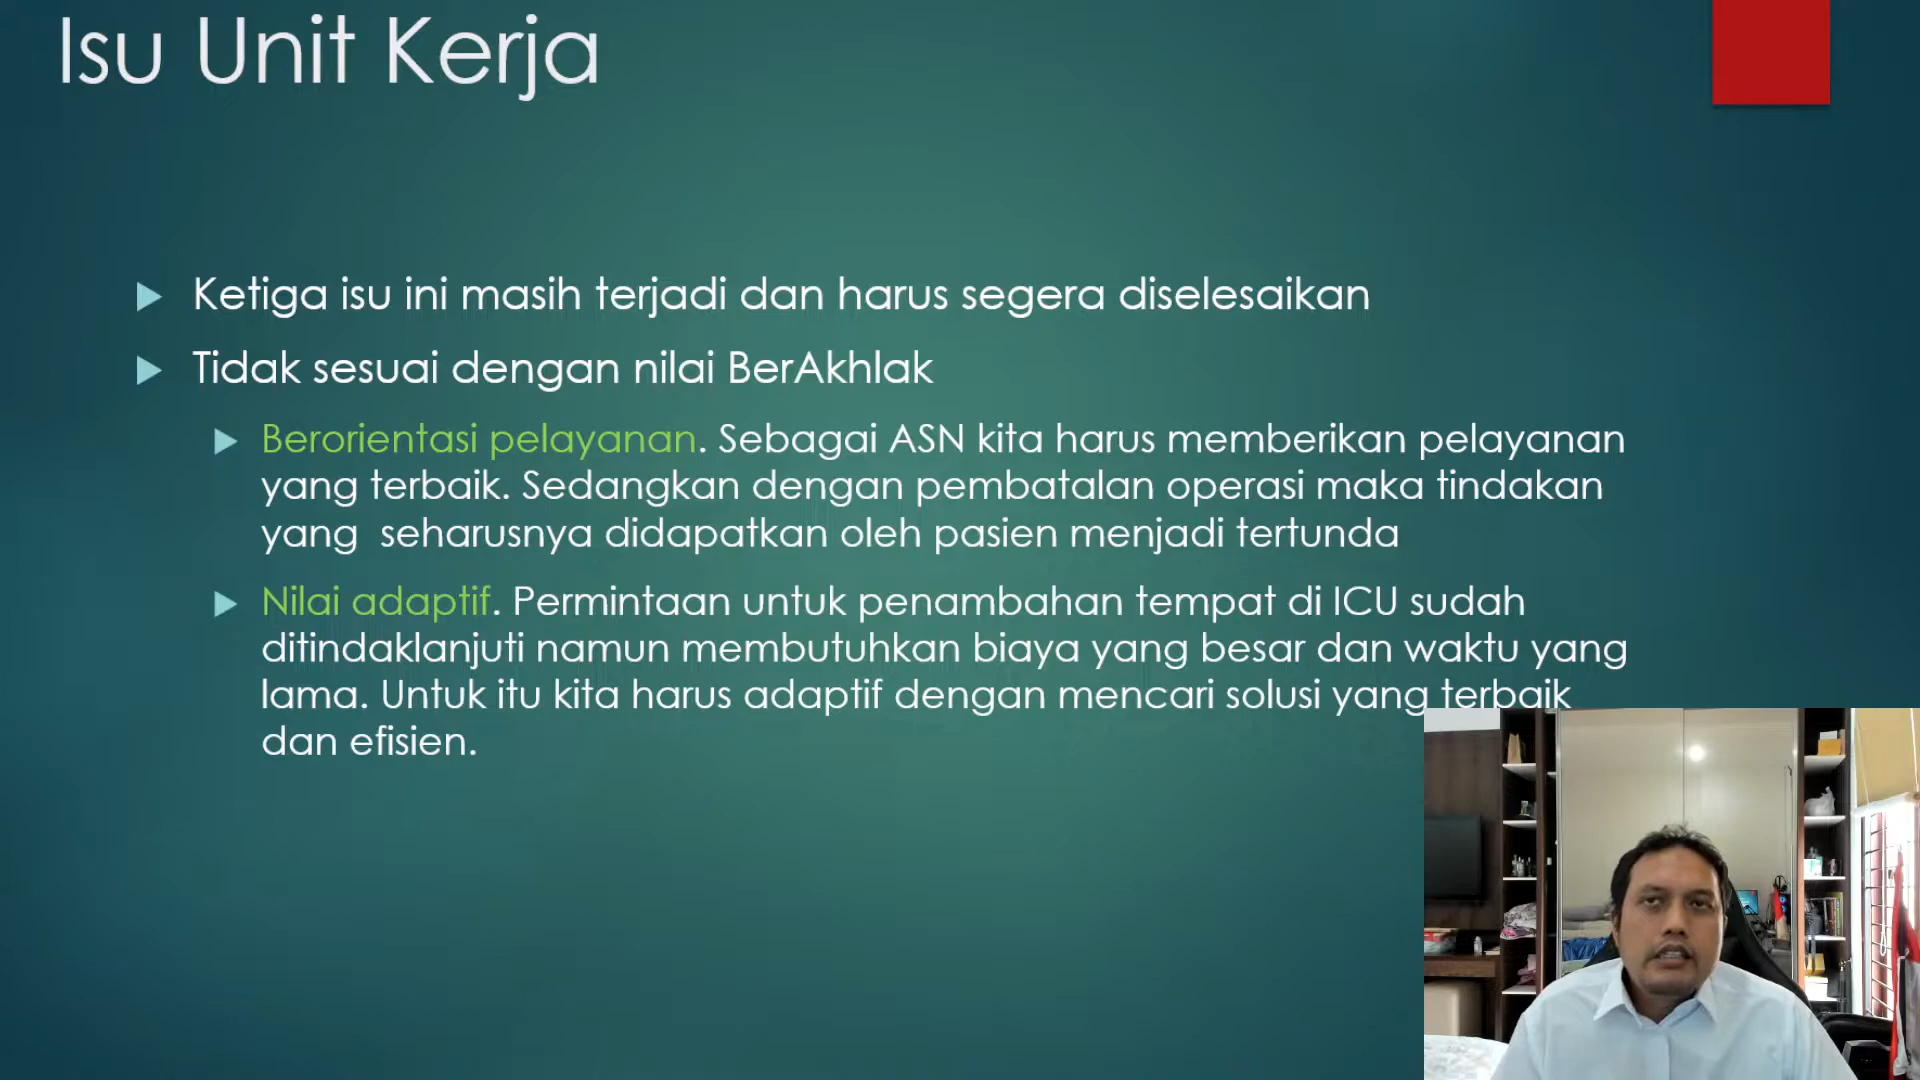 Isu Unit Kerja
Ketiga isu ini masih terjadi dan harus segera diselesaikan
Tidak sesuai dengan nilai BerAkhlak
Berorientasi pelayanan. Sebagai ASN kita harus memberikan pelayanan
yang terbaik. Sedangkan dengan pembatalan operasi maka tindakan
yang seharusnya didapatkan oleh pasien menjadi tertunda
Nilai adaptif. Permintaan untuk penambahan tempat di ICU sudah
ditindaklanjuti namun membutuhkan biaya yang besar dan waktu yang
lama. Untuk itu kita harus adaptif dengan mencari solusi yang terbaik
dan efisien.